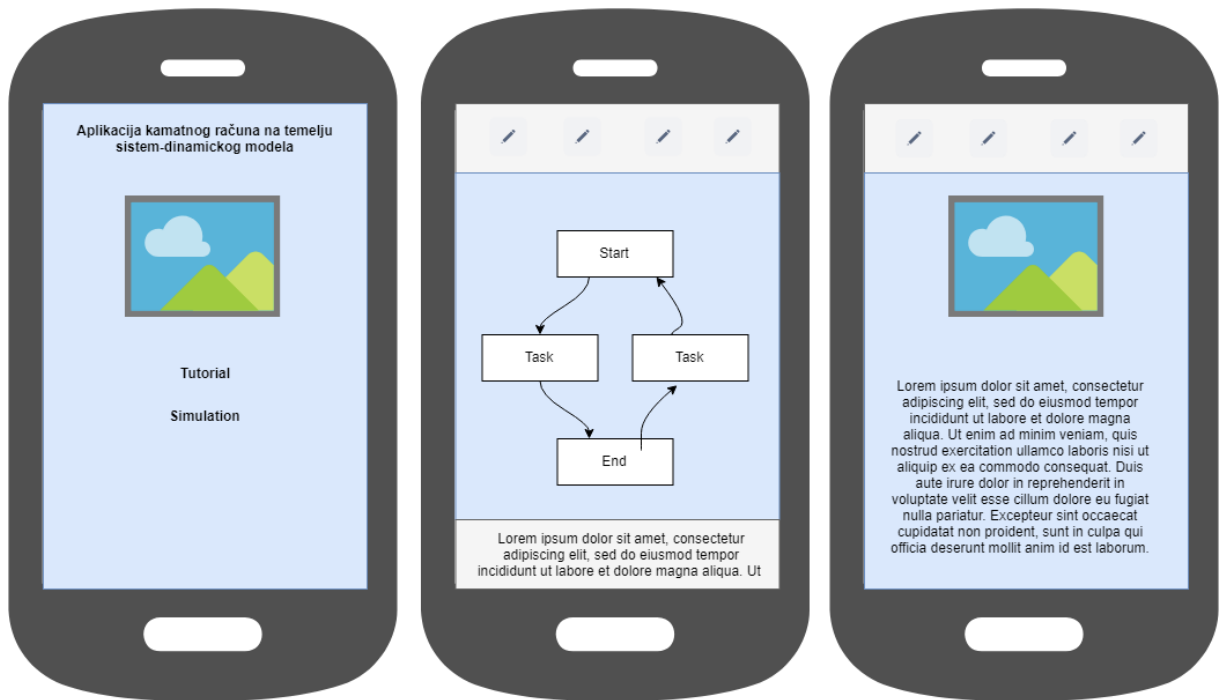 Aplikacija kamatnog računa na temelju
sistem-dinamickog modela
Tutorial
Simulation
Start
Task
Task
End
Lorem ipsum dolor sit amet, consectetur
adipiscing elit, sed do eiusmod tempor
incididunt ut labore et dolore magna aliqua. Ut
Lorem ipsum dolor sit amet, consectetur
adipiscing elit, sed do eiusmod tempor
incididunt ut labore et dolore magna
aliqua. Ut enim ad minim veniam, quis
nostrud exercitation ullamco laboris nisi ut
aliquip ex ea commodo consequat. Duis
aute irure dolor in reprehenderit in
voluptate velit esse cillum dolore eu fugiat
nulla pariatur. Excepteur sint occaecat
cupidatat non proident, sunt in culpa qui
officia deserunt mollit anim id est laborum.